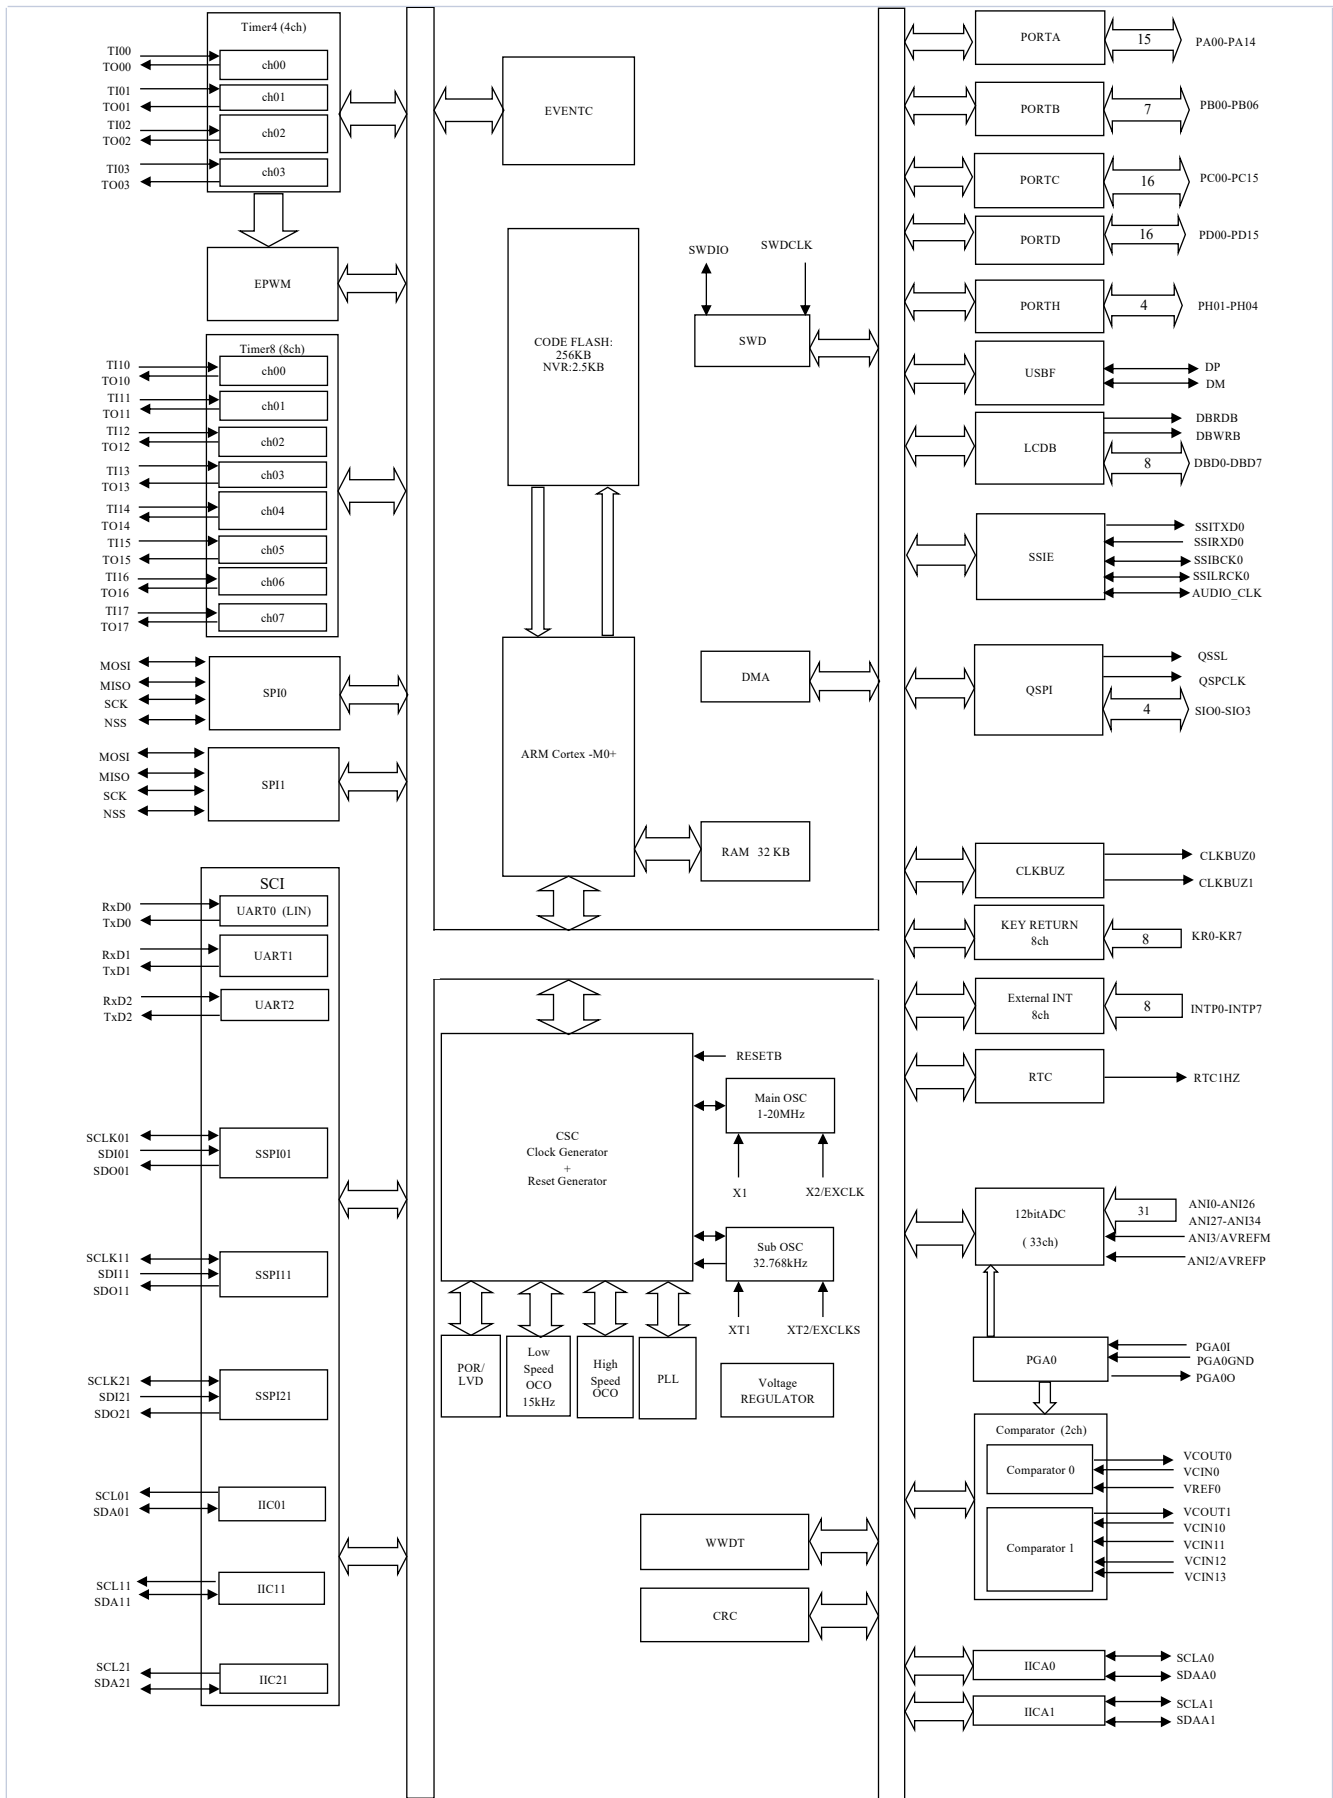 Timer4 (4ch)
TI00
TO00
ch00
TI01
TO01
ch01
TI02
TO02
ch02
TI03
TO03
ch03
EPWM
Timer8 (8ch)
TI10
TO10
ch00
TI11
TO11
ch01
TI12
TO12
ch02
TI13
TO13
ch03
TI14
TO14
ch04
TI15
TO15
ch05
TI16
TO16
ch06
TI17
TO17
ch07
MOSI
MISO
SCK
NSS
SPI0
MOSI
MISO
SCK
NSS
SPI1
SCI
RxD0
TxD0
UART0 (LIN)
RxD1
TxD1
UART1
RxD2
TxD2
UART2
SCLK01
SDI01
SDO01
SSPI01
SCLK11
SDI11
SDO11
SSPI11
SCLK21
SDI21
SDO21
SSPI21
SCL01
SDA01
IIC01
SCL11
SDA11
IIC11
SCL21
SDA21
IIC21
EVENTC
CODE FLASH:
256KB
NVR:2.5KB
SWDIO
SWDCLK
SWD
DMA
ARM Cortex -M0+
RAM 32 KB
CSC
Clock Generator
+
Reset Generator
RESETB
Main OSC
1-20MHz
X1
X2/EXCLK
Sub OSC
32.768kHz
XT1
XT2/EXCLKS
POR/
LVD
Low
Speed
OCO
15kHz
High
Speed
OCO
PLL
Voltage
REGULATOR
WWDT
CRC
PORTA
15
PA00-PA14
PORTB
7
PB00-PB06
PORTC
16
PC00-PC15
PORTD
16
PD00-PD15
PORTH
4
PH01-PH04
USBF
DP
DM
LCDB
DBRDB
DBWRB
8
DBD0-DBD7
SSIE
SSITXD0
SSIRXD0
SSIBCK0
SSILRCK0
AUDIO_CLK
QSPI
QSSL
QSPCLK
4
SIO0-SIO3
CLKBUZ
CLKBUZ0
CLKBUZ1
KEY RETURN
8ch
8
KR0-KR7
External INT
8ch
8
INTP0-INTP7
RTC
RTC1HZ
12bitADC
( 33ch)
31
ANI0-ANI26
ANI27-ANI34
ANI3/AVREFM
ANI2/AVREFP
PGA0
PGA0I
PGA0GND
PGA0O
Comparator (2ch)
Comparator 0
VCOUT0
VCIN0
VREF0
Comparator 1
VCOUT1
VCIN10
VCIN11
VCIN12
VCIN13
IICA0
SCLA0
SDAA0
IICA1
SCLA1
SDAA1